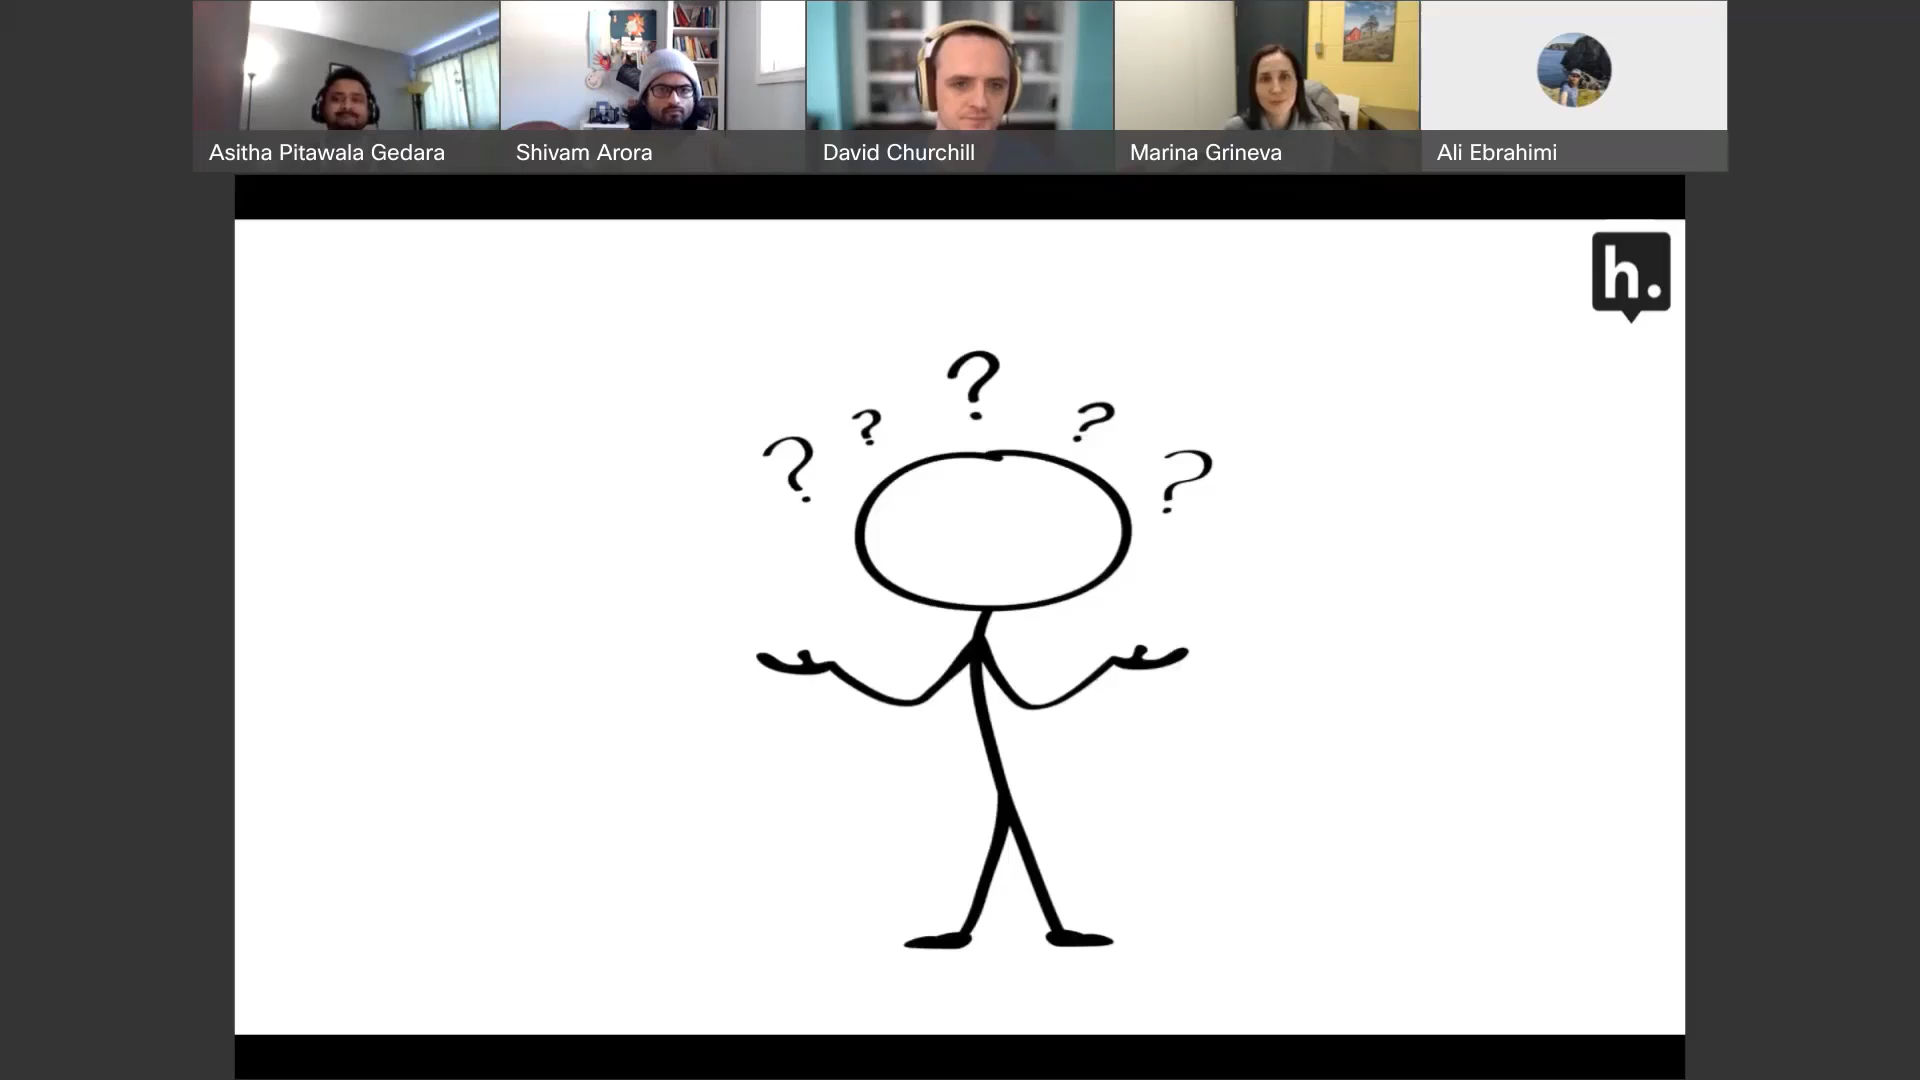 Asitha Pitawala Gedara
Shivam Arora
David Churchill
Marina Grineva
Ali Ebrahimi
h.
? ? ? ? ?